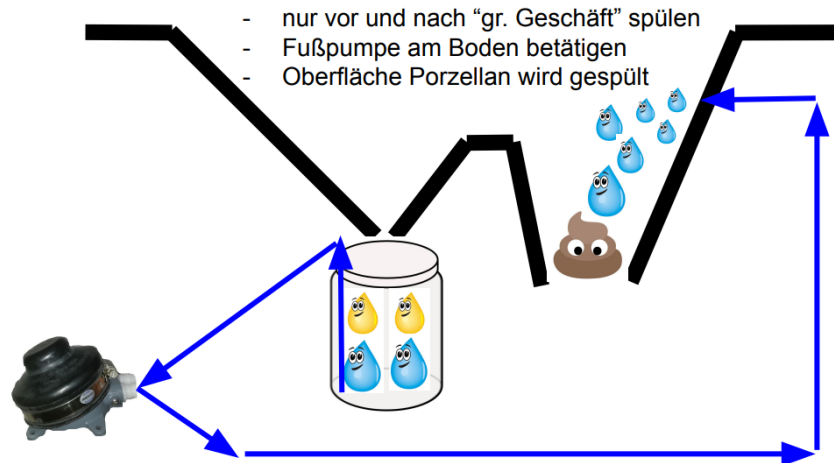 - nur vor und nach “gr. Geschäft” spülen
- Fußpumpe am Boden betätigen
- Oberfläche Porzellan wird gespült